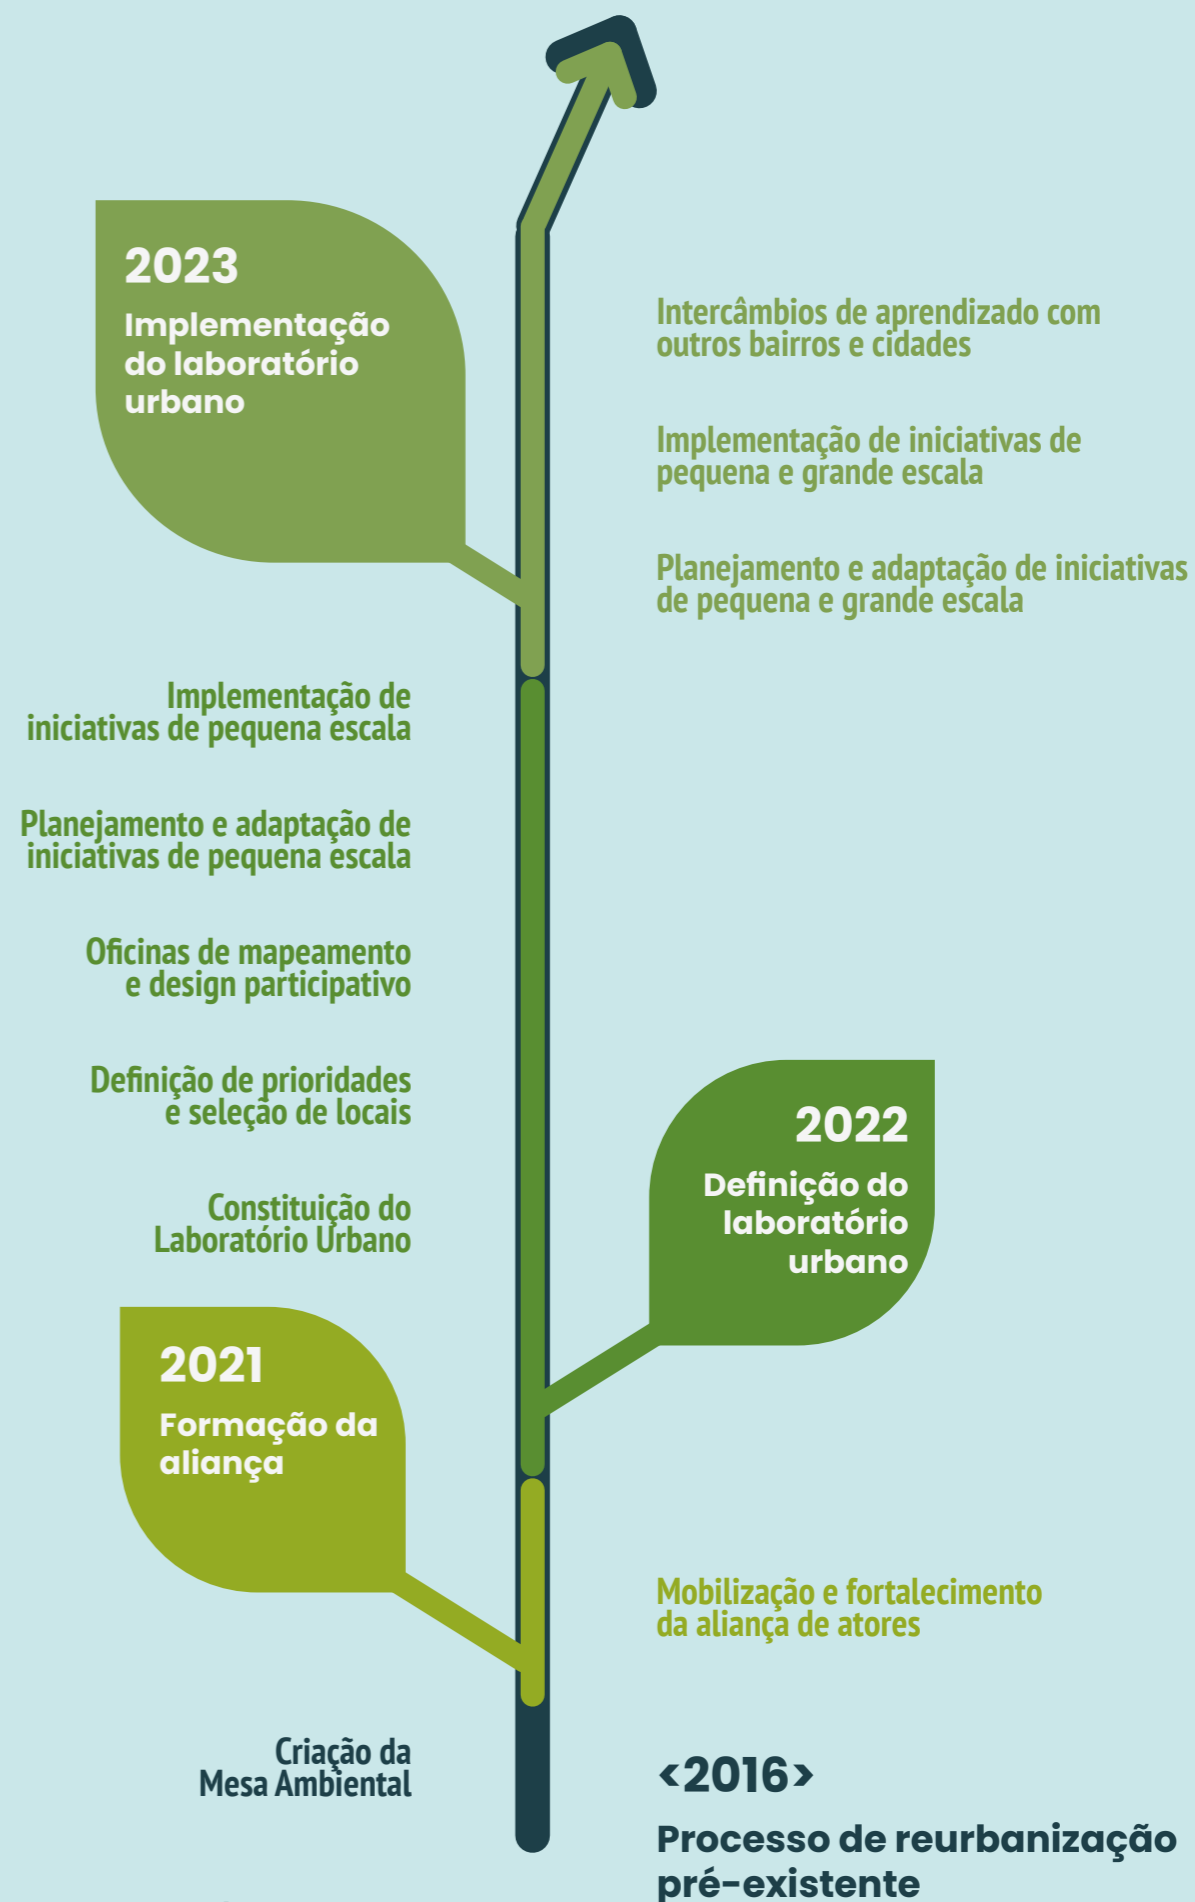 2023
Implementação
do laboratório
urbano
Intercâmbios de aprendizado com
outros bairros e cidades
Implementação de iniciativas de
pequena e grande escala
Planejamento e adaptação de iniciativas
de pequena e grande escala
Implementação de
iniciativas de pequena escala
Planejamento e adaptação de
iniciativas de pequena escala
Oficinas de mapeamento
e design participativo
Definição de prioridades
e seleção de locais
Constituição do
Laboratório Urbano
2022
Definição do
laboratório
urbano
2021
Formação da
aliança
Mobilização e fortalecimento
da aliança de atores
Criação da
Mesa Ambiental
<2016>
Processo de reurbanização
pré-existente